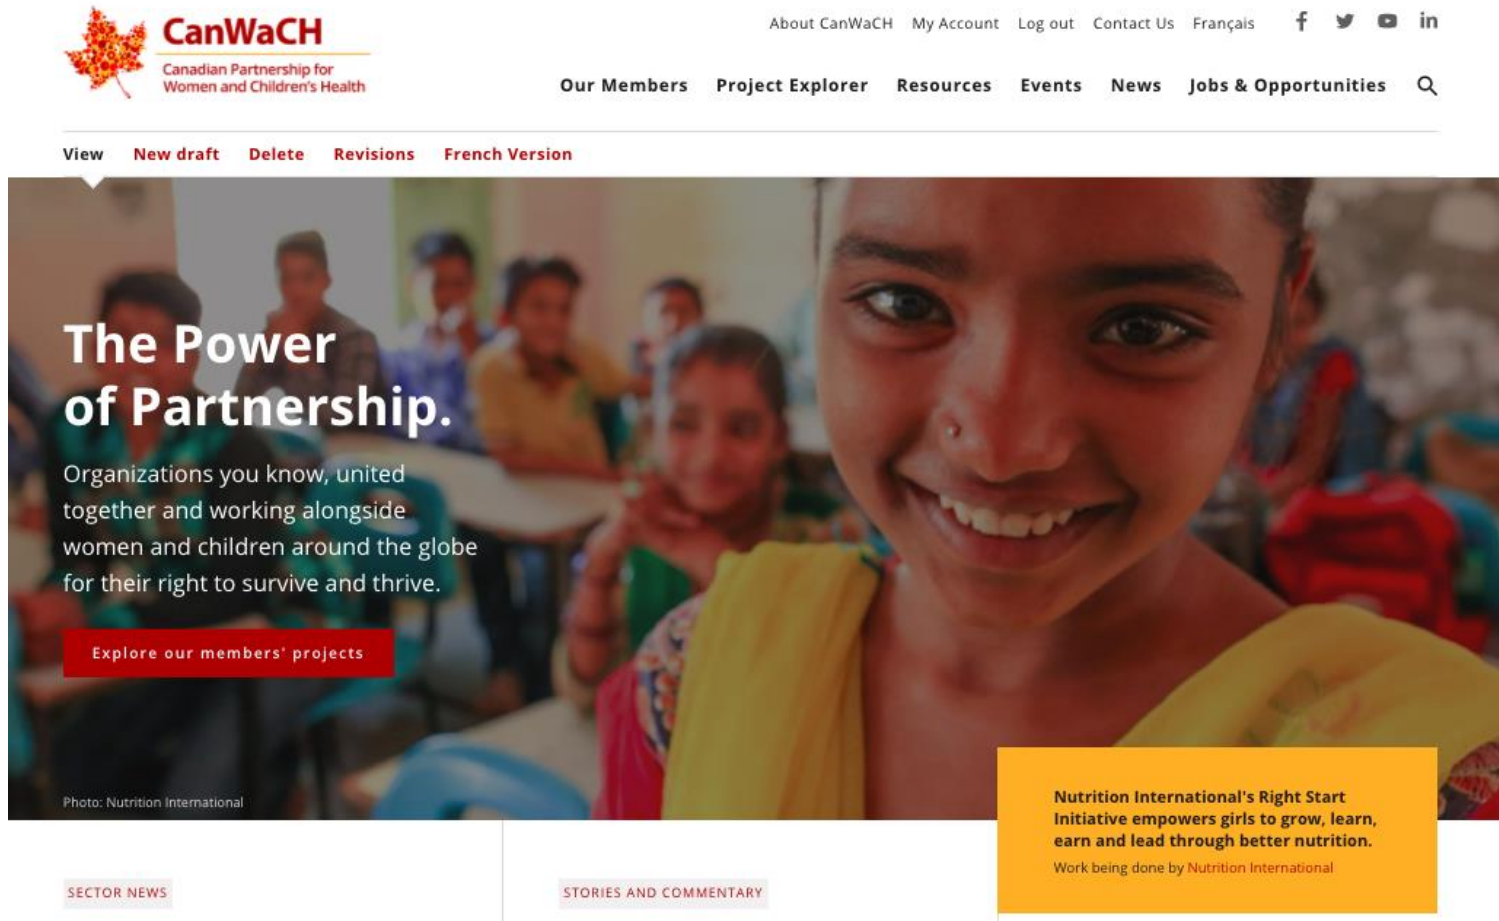 CanWaCH
Canadian Partnership for
Women and Children's Health
About CanWaCH My Account Log out Contact Us Français
Our Members Project Explorer Resources Events News Jobs & Opportunities
View New draft Delete Revisions French Version
The Power
of Partnership.
Organizations you know, united
together and working alongside
women and children around the globe
for their right to survive and thrive.
Explore our members' projects
Photo: Nutrition International
Nutrition International's Right Start
Initiative empowers girls to grow, learn,
earn and lead through better nutrition.
Work being done by Nutrition International
SECTOR NEWS
STORIES AND COMMENTARY